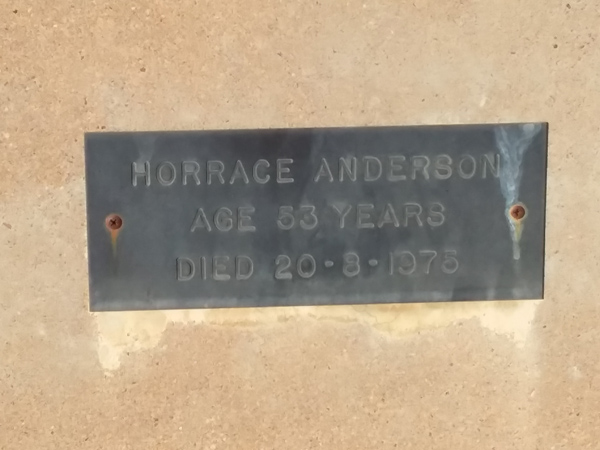 HORRACE ANDERSON
AGE 53 YEARS
DIED 20-8-1975